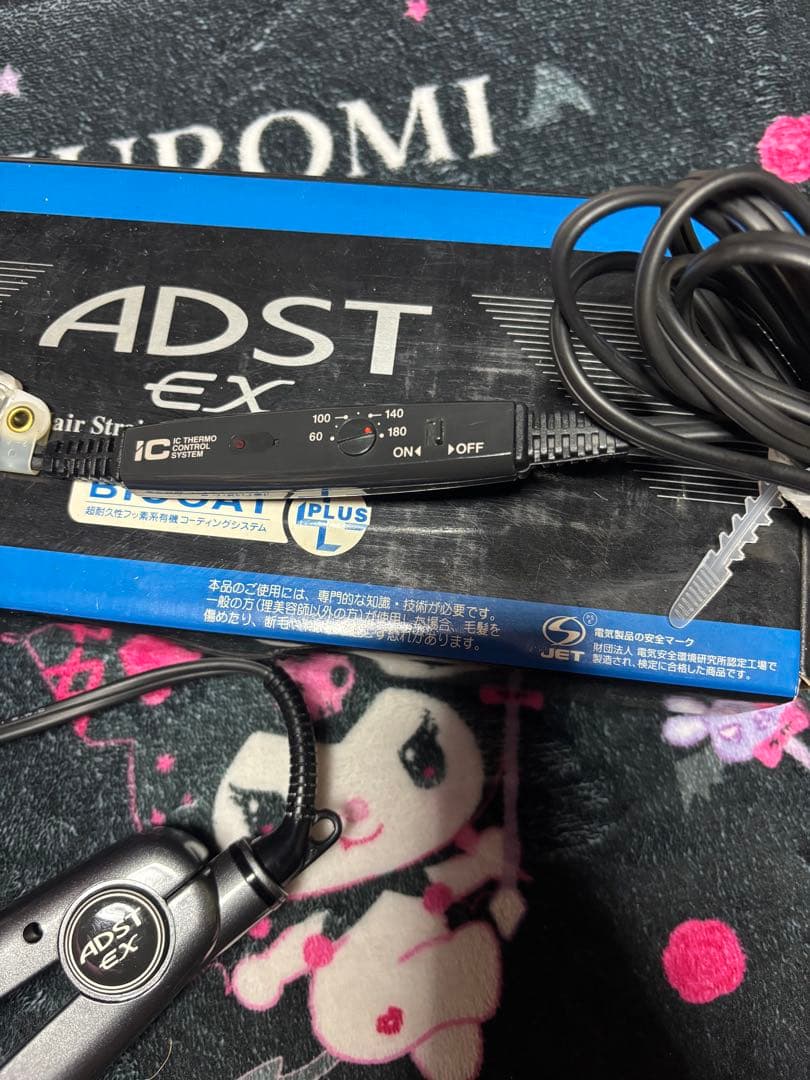 UROMI
ADST
EX
air Strai
100
140
60
180
IC
IC THERMO
CONTROL
SYSTEM
ON
OFF
PLUS
L
超耐久性フッ素系有機コーティングシステム
本品のご使用には、専門的な知識・技術が必要です。
一般の方(理美容師以外の方)が使用した場合、毛髪を
傷めたり、断毛や
恐れがあります。
S
JET
電気製品の安全マーク
財団法人 電気安全環境研究所認定工場で
製造され、検定に合格した商品です。
ADST
EX